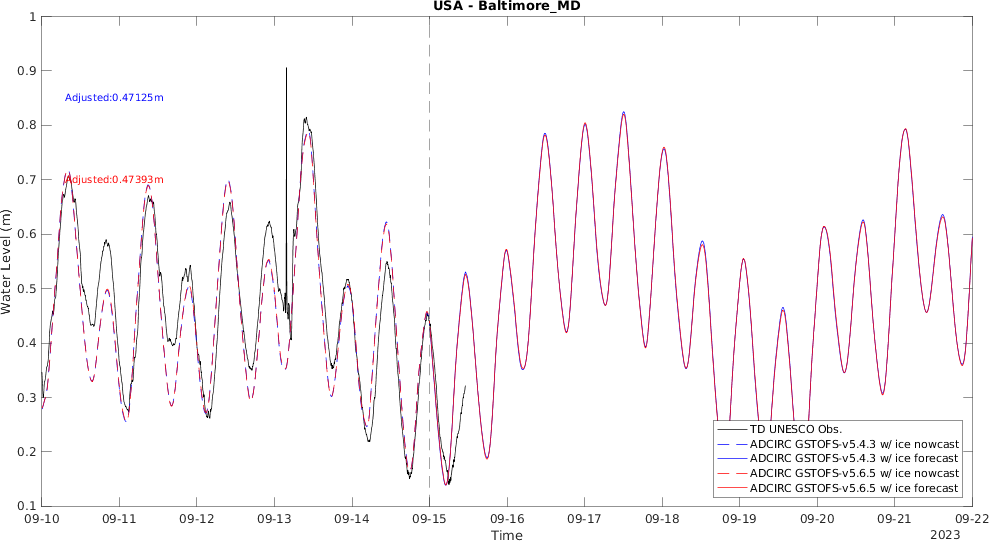 USA - Baltimore_MD
1
0.9
0.8
0.7
0.6
0.5
0.4
0.3
0.2
0.1
Water Level (m)
Adjusted:0.47125m
Adjusted:0.47393m
TD UNESCO Obs.
ADCIRC GSTOFS-v5.4.3 w/ ice nowcast
ADCIRC GSTOFS-v5.4.3 w/ ice forecast
ADCIRC GSTOFS-v5.6.5 w/ ice nowcast
ADCIRC GSTOFS-v5.6.5 w/ ice forecast
09-10 09-11 09-12 09-13 09-14 09-15 09-16 09-17 09-18 09-19 09-20 09-21 09-22
Time
2023